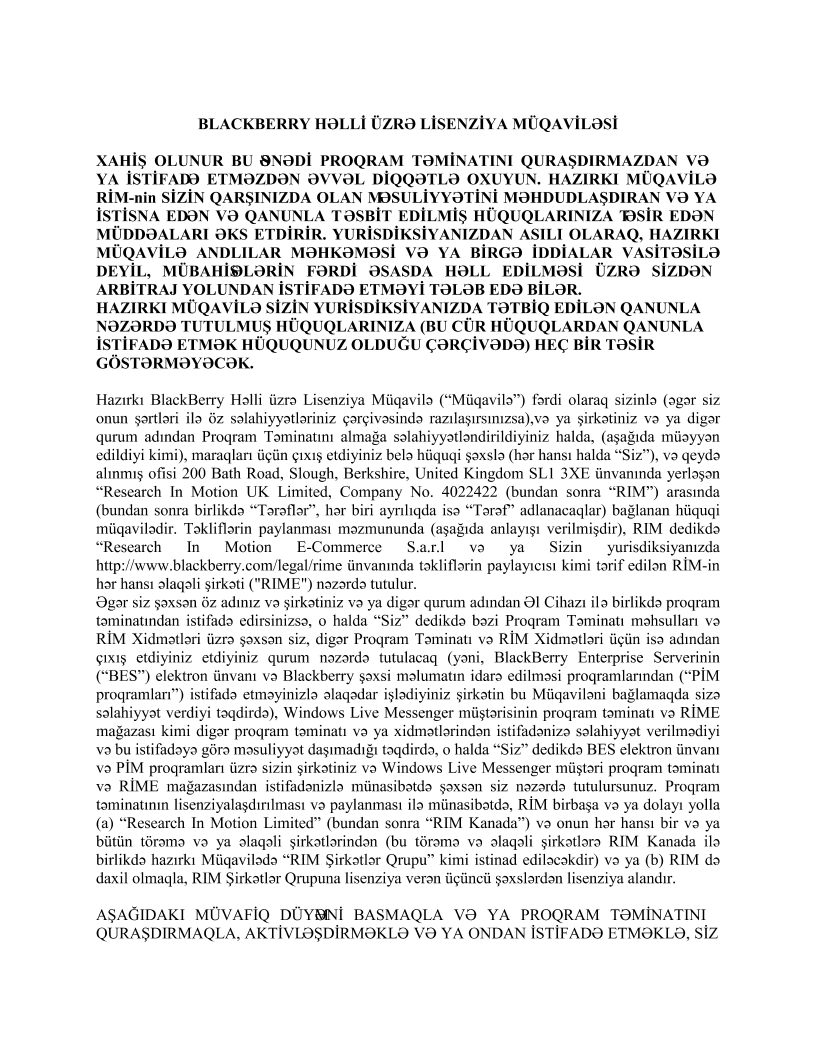 BLACKBERRY HƏLLİ ÜZRƏ LİSENZİYA MÜQAVİLƏSİ
XAHİŞ OLUNUR BU SƏNƏDİ PROQRAM TƏMİNATINI QURAŞDIRMAZDAN VƏ
YA İSTİFADƏ ETMƏZDƏN ƏVVƏL DİQQƏTLƏ OXUYUN. HAZIRKI MÜQAVİLƏ
RİM-nin SİZİN QARŞINIZDA OLAN MƏSULİYYƏTİNİ MƏHDUDLAŞDIRAN VƏ YA
İSTİSNA EDƏN VƏ QANUNLA TƏSBİT EDİLMİŞ HÜQUQLARINIZA TƏSİR EDƏN
MÜDDƏALARI ƏKS ETDİRİR. YURİSDİKSİYANIZDAN ASILI OLARAQ, HAZIRKI
MÜQAVİLƏ ANDLILAR MƏHKƏMƏSİ VƏ YA BİRGƏ İDDİALAR VASİTƏSİLƏ
DEYİL, MÜBAHİSƏLƏRİN FƏRDİ ƏSASDA HƏLL EDİLMƏSİ ÜZRƏ SİZDƏN
ARBİTRAJ YOLUNDAN İSTİFADƏ ETMƏYİ TƏLƏB EDƏ BİLƏR.
HAZIRKI MÜQAVİLƏ SİZİN YURİSDİKSİYANIZDA TƏTBİQ EDİLƏN QANUNLA
NƏZƏRDƏ TUTULMUŞ HÜQUQLARINIZA (BU CÜR HÜQUQLARDAN QANUNLA
İSTİFADƏ ETMƏK HÜQUQUNUZ OLDUĞU ÇƏRÇİVƏDƏ) HEÇ BİR TƏSİR
GÖSTƏRMƏYƏCƏK.
Hazırkı BlackBerry Həlli üzrə Lisenziya Müqavilə (“Müqavilə”) fərdi olaraq sizinlə (əgər siz
onun şərtləri ilə öz səlahiyyətləriniz çərçivəsində razılaşırsınızsa),və ya şirkətiniz və ya digər
qurum adından Proqram Təminatını almağa səlahiyyətləndirildiyiniz halda, (aşağıda müəyyən
edildiyi kimi), maraqları üçün çıxış etdiyiniz belə hüquqi şəxslə (hər hansı halda “Siz”), və qeydə
alınmış ofisi 200 Bath Road, Slough, Berkshire, United Kingdom SL1 3XE ünvanında yerləşən
“Research In Motion UK Limited, Company No. 4022422 (bundan sonra “RIM”) arasında
(bundan sonra birlikdə “Tərəflər”, hər biri ayrılıqda isə “Tərəf” adlanacaqlar) bağlanan hüquqi
müqavilədir. Təkliflərin paylanması məzmununda (aşağıda anlayışı verilmişdir), RIM dedikdə
“Research In Motion E-Commerce S.a.r.l və ya Sizin yurisdiksiyanızda
http://www.blackberry.com/legal/rime ünvanında təkliflərin paylayıcısı kimi tərif edilən RİM-in
hər hansı əlaqəli şirkəti ("RIME") nəzərdə tutulur.
Əgər siz şəxsən öz adınız və şirkətiniz və ya digər qurum adından Əl Cihazı ilə birlikdə proqram
təminatından istifadə edirsinizsə, o halda “Siz” dedikdə bəzi Proqram Təminatı məhsulları və
RİM Xidmətləri üzrə şəxsən siz, digər Proqram Təminatı və RİM Xidmətləri üçün isə adından
çıxış etdiyiniz etdiyiniz qurum nəzərdə tutulacaq (yəni, BlackBerry Enterprise Serverinin
(“BES”) elektron ünvanı və Blackberry şəxsi məlumatın idarə edilməsi proqramlarından (“PİM
proqramları”) istifadə etməyinizlə əlaqədar işlədiyiniz şirkətin bu Müqaviləni bağlamaqda sizə
səlahiyyət verdiyi təqdirdə), Windows Live Messenger müştərisinin proqram təminatı və RİME
mağazası kimi digər proqram təminatı və ya xidmətlərindən istifadənizə səlahiyyət verilmədiyi
və bu istifadəyə görə məsuliyyət daşımadığı təqdirdə, o halda “Siz” dedikdə BES elektron ünvanı
və PİM proqramları üzrə sizin şirkətiniz və Windows Live Messenger müştəri proqram təminatı
və RİME mağazasından istifadənizlə münasibətdə şəxsən siz nəzərdə tutulursunuz. Proqram
təminatının lisenziyalaşdırılması və paylanması ilə münasibətdə, RİM birbaşa və ya dolayı yolla
(a) “Research In Motion Limited” (bundan sonra “RIM Kanada”) və onun hər hansı bir və ya
bütün törəmə və ya əlaqəli şirkətlərindən (bu törəmə və əlaqəli şirkətlərə RIM Kanada ilə
birlikdə hazırkı Müqavilədə “RIM Şirkətlər Qrupu” kimi istinad ediləcəkdir) və ya (b) RIM də
daxil olmaqla, RIM Şirkətlər Qrupuna lisenziya verən üçüncü şəxslərdən lisenziya alandır.
AŞAĞIDAKI MÜVAFİQ DÜYMƏNİ BASMAQLA VƏ YA PROQRAM TƏMİNATINI
QURAŞDIRMAQLA, AKTİVLƏŞDİRMƏKLƏ VƏ YA ONDAN İSTİFADƏ ETMƏKLƏ, SİZ